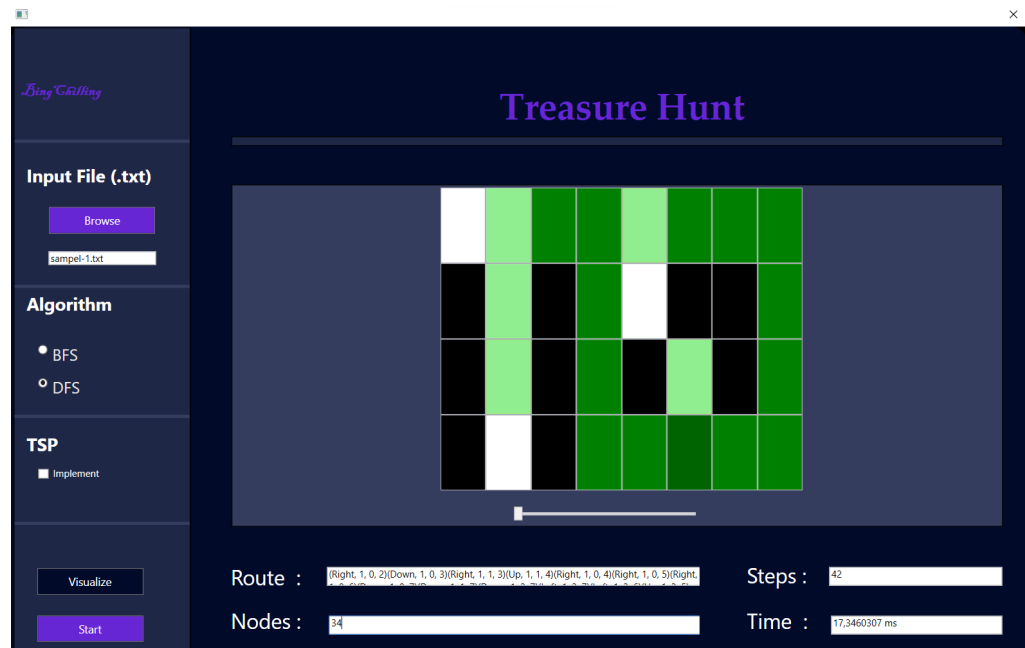 Bing Chilling
Treasure Hunt
Input File (.txt)
Browse
sampel-1.txt
Algorithm
BFS
DFS
TSP
Implement
Visualize
Start
Route :
(Right, 1, 0, 2)(Down, 1, 0, 3)(Right, 1, 1, 3)(Up, 1, 1, 4)(Right, 1, 0, 4)(Right, 1, 0, 5)(Right,
Steps :
42
Nodes :
34
Time :
17,3460307 ms